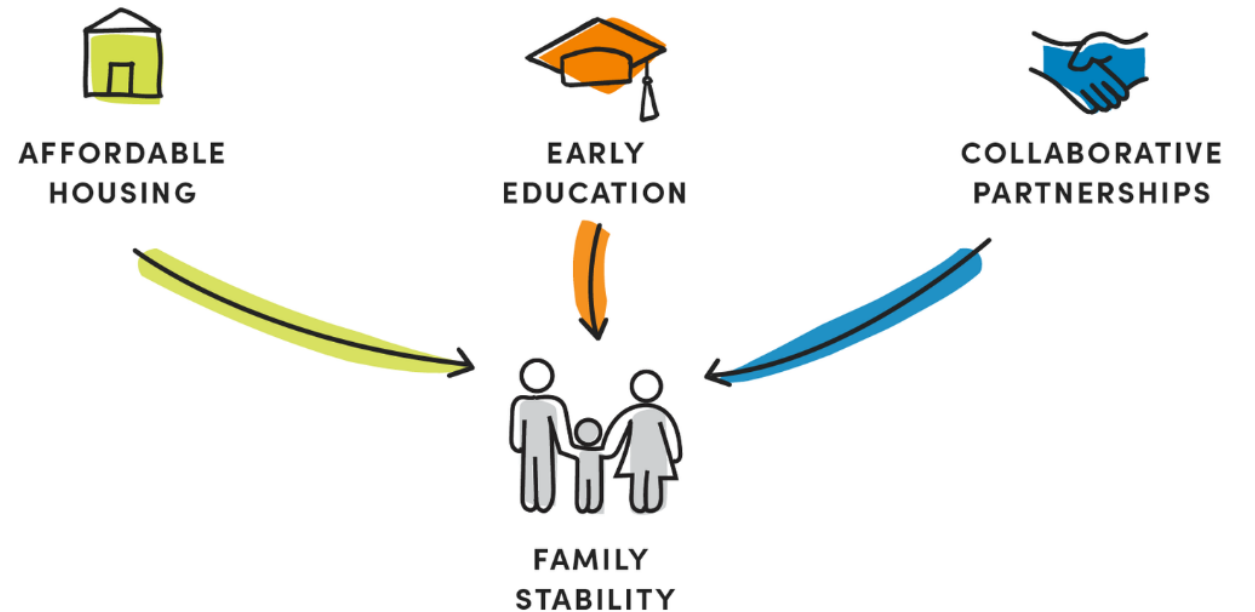 AFFORDABLE
HOUSING
EARLY
EDUCATION
COLLABORATIVE
PARTNERSHIPS
FAMILY
STABILITY